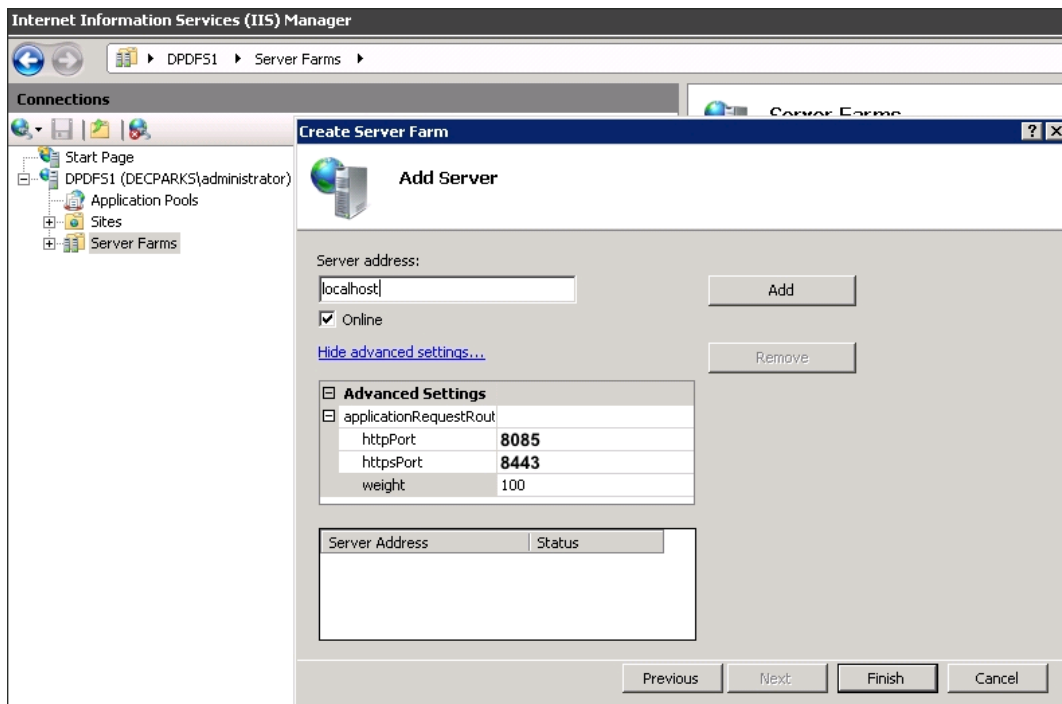 Internet Information Services (IIS) Manager
DPDFS1 Server Farms
Connections
Server Farms
Create Server Farm
Start Page
DPDFS1 (DECPARKS\administrator)
Application Pools
Sites
Server Farms
Add Server
Server address:
localhost
Add
Online
Hide advanced settings...
Remove
Advanced Settings
applicationRequestRout
httpPort 8085
httpsPort 8443
weight 100
Server Address Status
Previous Next Finish Cancel